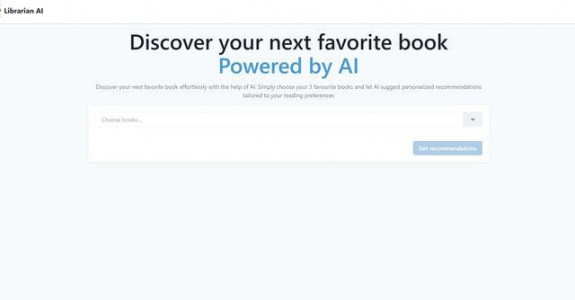 Librarian AI
Discover your next favorite book
Powered by AI
Discover your next favorite book effortlessly with the help of AI. Simply choose your 3 favourite books and let AI suggest personalized recommendations
tailored to your reading preferences
Choose books...
Get recommendations